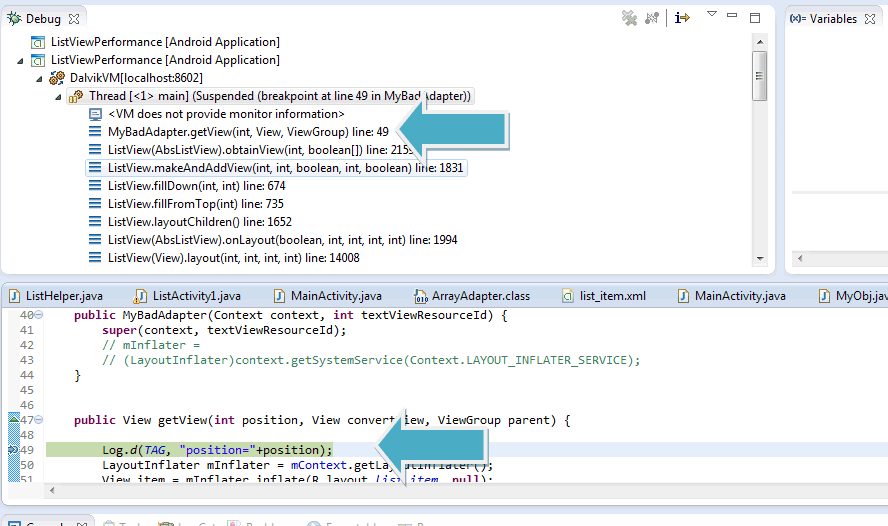 Debug
(x)= Variables
ListViewPerformance [Android Application]
ListViewPerformance [Android Application]
DalvikVM[localhost:8602]
Thread [<1> main] (Suspended (breakpoint at line 49 in MyBadAdapter))
<VM does not provide monitor information>
MyBadAdapter.getView(int, View, ViewGroup) line: 49
ListView(AbsListView).obtainView(int, boolean[]) line:
ListView.makeAndAddView(int, int, boolean, int, boolean) line: 1831
ListView.fillDown(int, int) line: 674
ListView.fillFromTop(int) line: 735
ListView.layoutChildren() line: 1652
ListView(AbsListView).onLayout(boolean, int, int, int, int) line: 1994
ListView(View).layout(int, int, int, int) line: 14008
ListHelper.java ListActivity1.java MainActivity.java ArrayAdapter.class list_item.xml MainActivity.java MyObj.jav
40 public MyBadAdapter(Context context, int textViewResourceId) {
41 super(context, textViewResourceId);
42 // mInflater =
43 // (LayoutInflater)context.getSystemService(Context.LAYOUT_INFLATER_SERVICE);
44 }
45
46
47 public View getView(int position, View convertView, ViewGroup parent) {
48
49 Log.d(TAG, "position="+position);
50 LayoutInflater mInflater = mContext.getLayoutInflater();
51 View item = mInflater.inflate(R.layout.list_item, null);